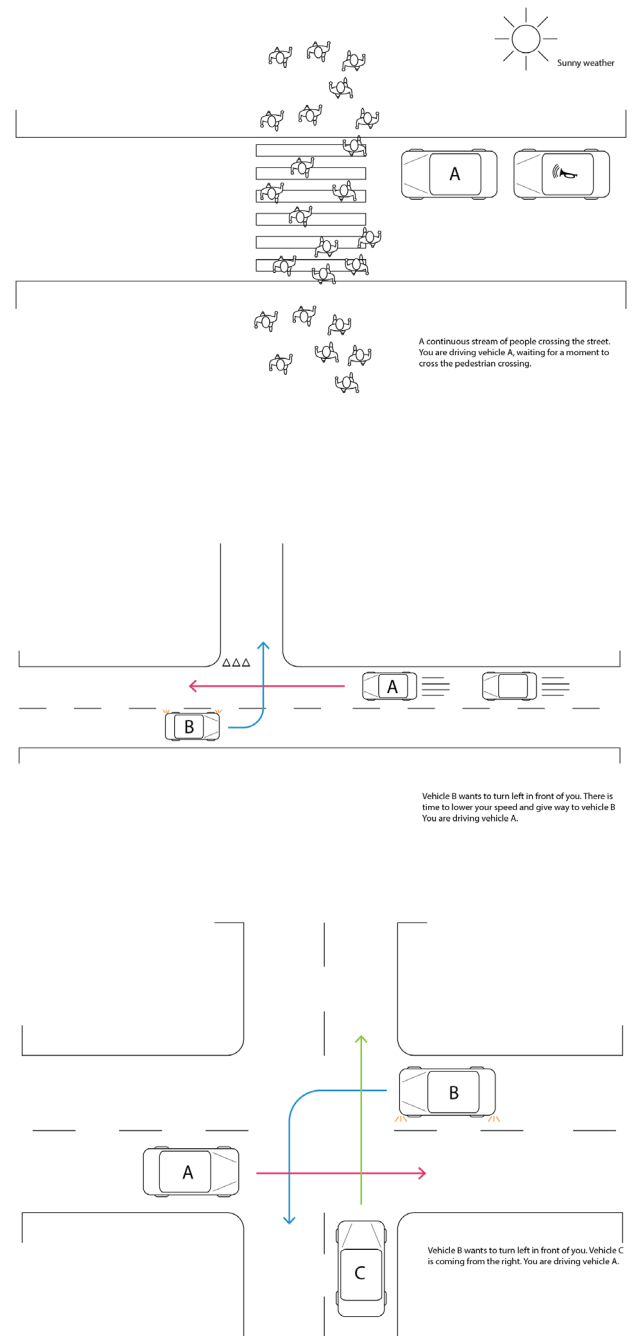 Sunny weather
A
A continuous stream of people crossing the street.
You are driving vehicle A, waiting for a moment to
cross the pedestrian crossing.
A
B
Vehicle B wants to turn left in front of you. There is
time to lower your speed and give way to vehicle B
You are driving vehicle A.
B
A
C
Vehicle B wants to turn left in front of you. Vehicle C
is coming from the right. You are driving vehicle A.